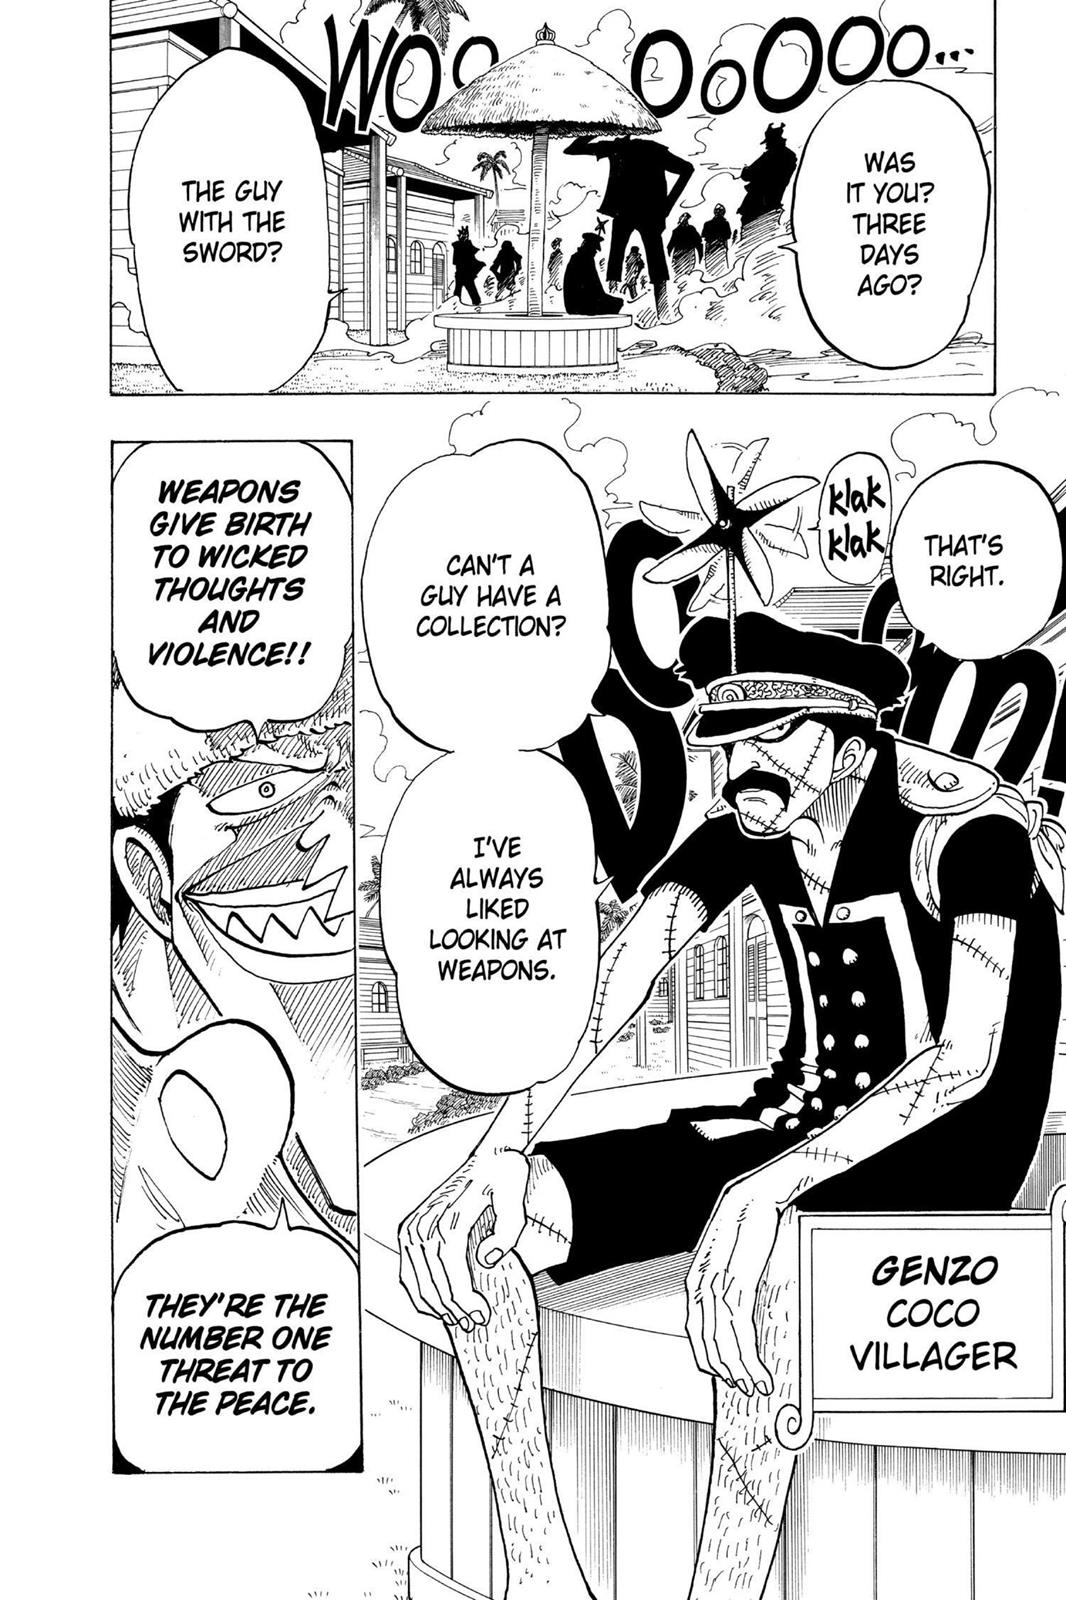 WOO OOOOOO...
WAS
IT YOU?
THREE
DAYS
AGO?
THE GUY
WITH THE
SWORD?
THAT'S
RIGHT.
klak
klak
CAN'T A
GUY HAVE A
COLLECTION?
I'VE
ALWAYS
LIKED
LOOKING AT
WEAPONS.
GENZO
COCO
VILLAGER
WEAPONS
GIVE BIRTH
TO WICKED
THOUGHTS
AND
VIOLENCE!!
THEY'RE THE
NUMBER ONE
THREAT TO
THE PEACE.